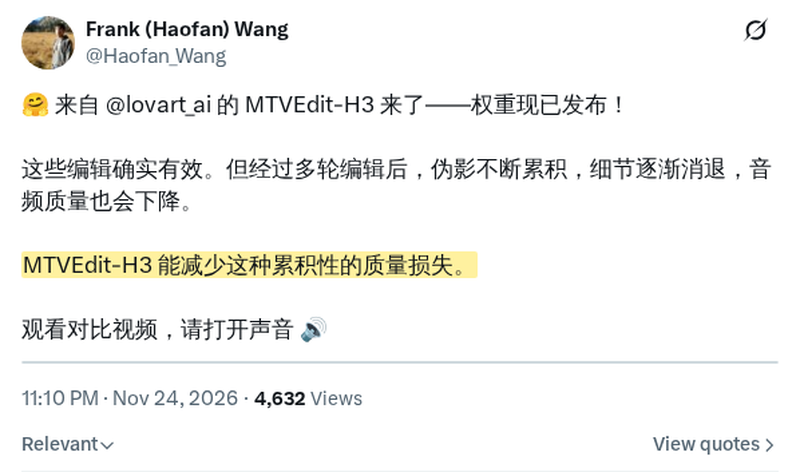 Frank (Haofan) Wang
@Haofan_Wang
🤗 来自 @lovart_ai 的 MTVEdit-H3 来了——权重现已发布！
这些编辑确实有效。但经过多轮编辑后，伪影不断累积，细节逐渐消退，音
频质量也会下降。
MTVEdit-H3 能减少这种累积性的质量损失。
观看对比视频，请打开声音 🔊
11:10 PM · Nov 24, 2026 · 4,632 Views
Relevant
View quotes